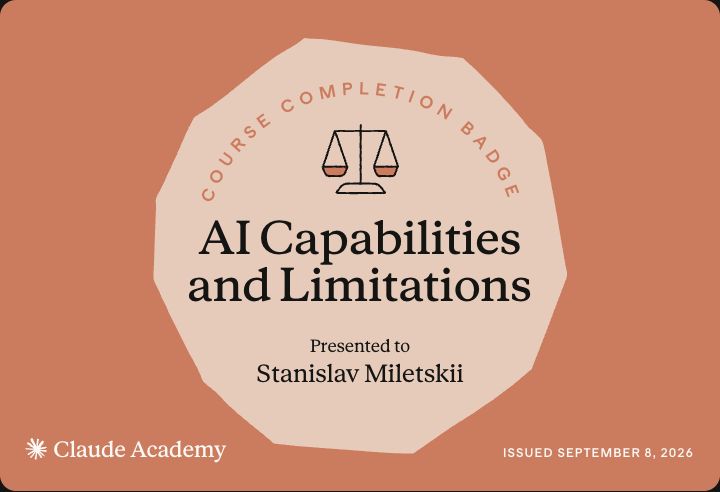 COURSE COMPLETION BADGE
AI Capabilities
and Limitations
Presented to
Stanislav Miletskii
Claude Academy
ISSUED SEPTEMBER 8, 2026